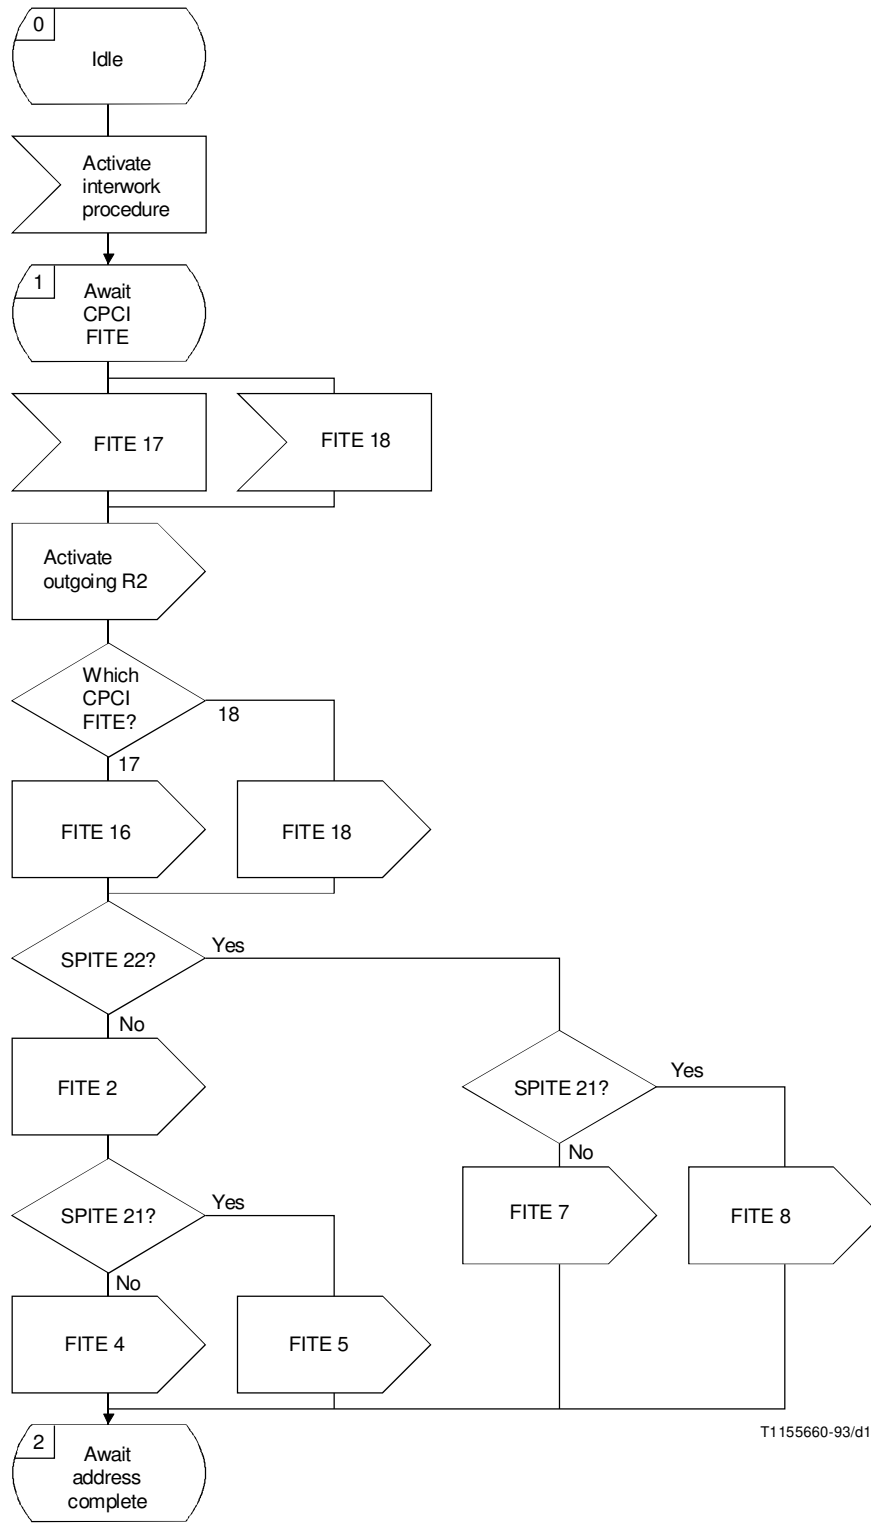 0
Idle
Activate
interwork
procedure
1
Await
CPCI
FITE
FITE 17
FITE 18
Activate
outgoing R2
Which
CPCI
FITE?
18
17
FITE 16
FITE 18
SPITE 22?
Yes
No
FITE 2
SPITE 21?
Yes
No
SPITE 21?
Yes
No
FITE 7
FITE 8
FITE 4
FITE 5
T1155660-93/d1
2
Await
address
complete